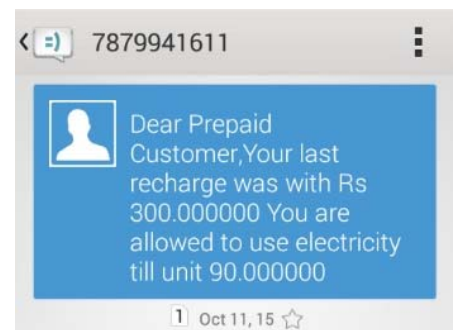 7879941611
Dear Prepaid
Customer,Your last
recharge was with Rs
300.000000 You are
allowed to use electricity
till unit 90.000000
1 Oct 11, 15